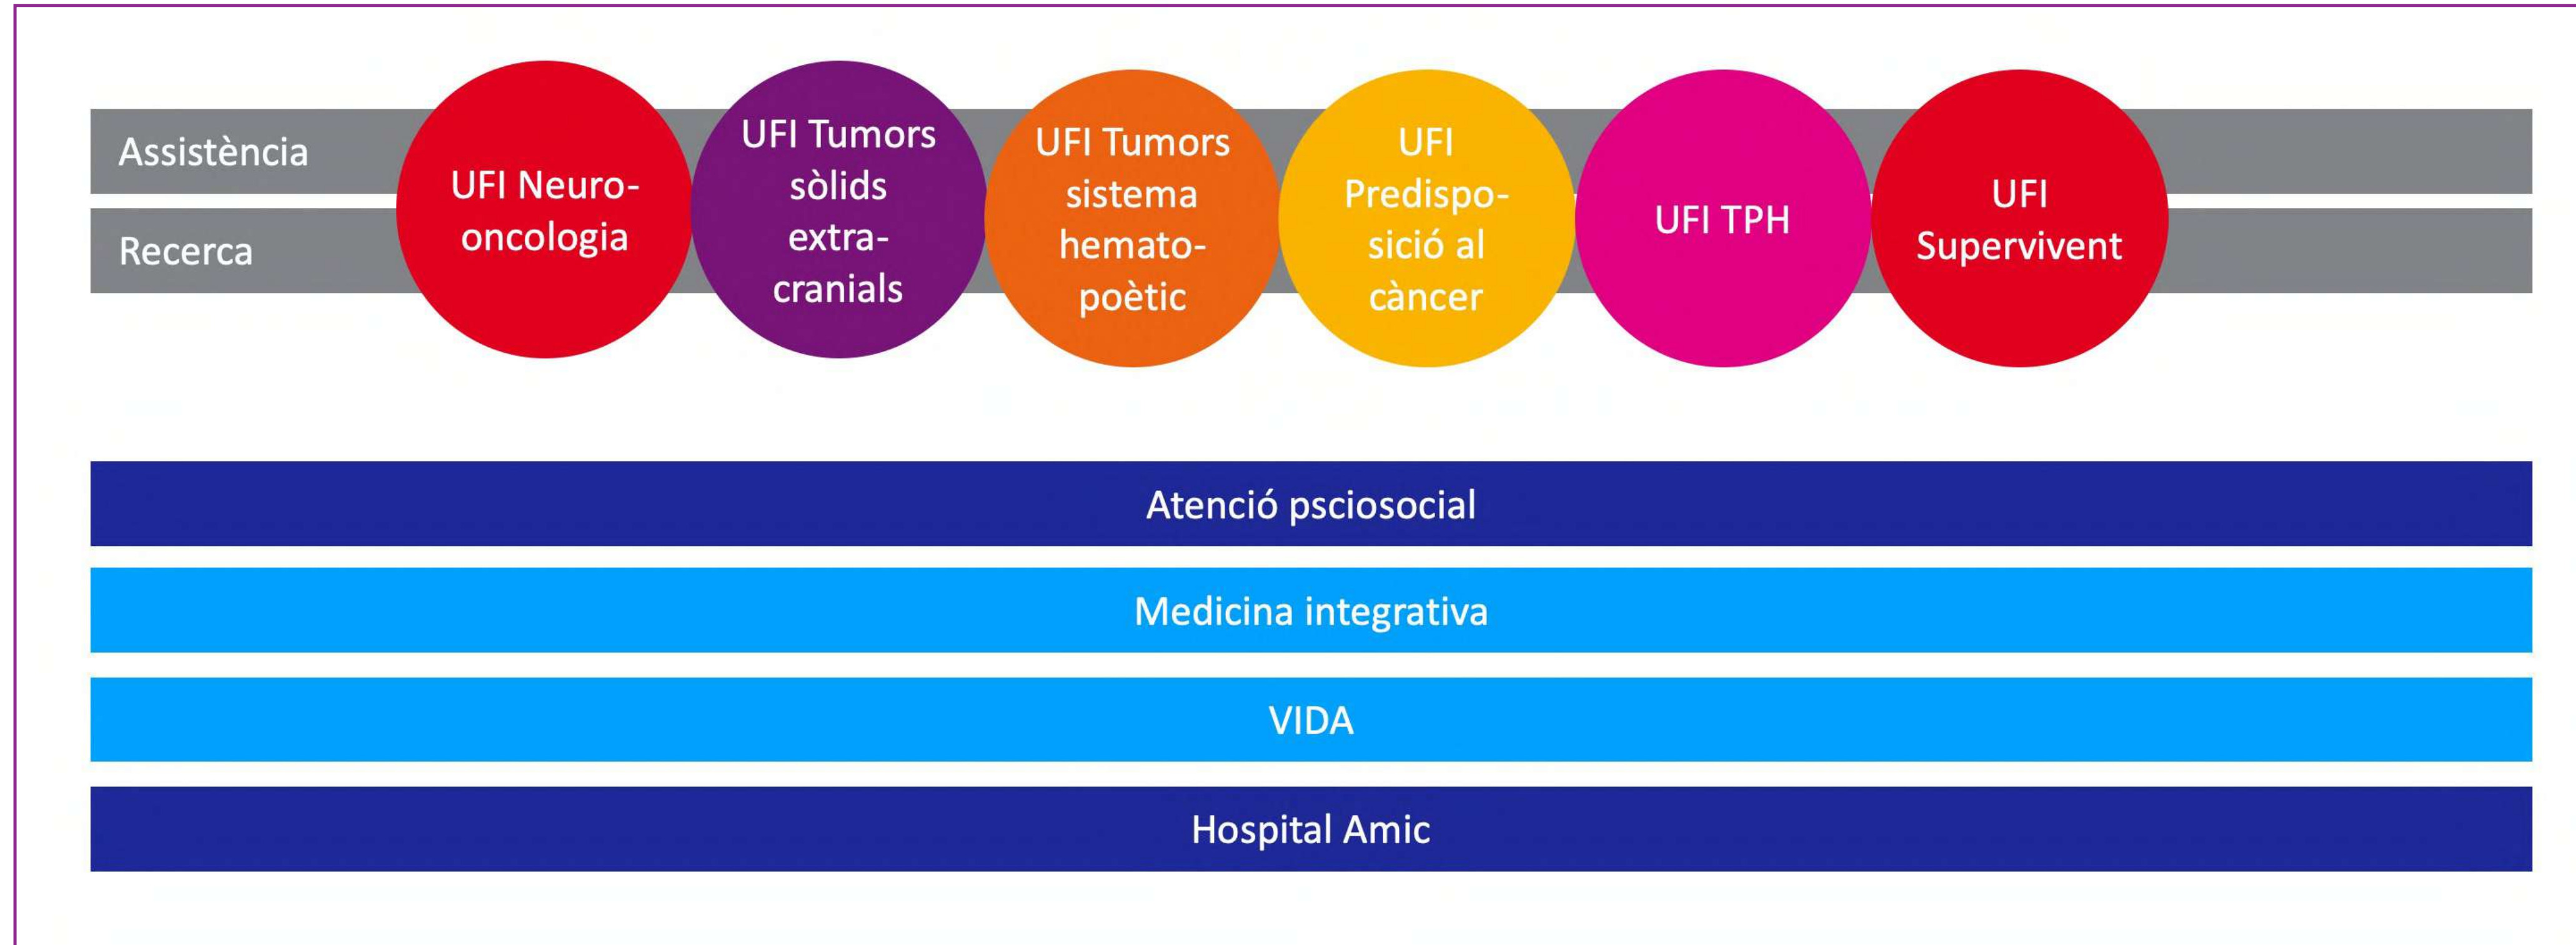 Assistència
Recerca
UFI Neuro-
oncologia
UFI Tumors
sòlids
extra-
cranials
UFI Tumors
sistema
hemato-
poètic
UFI
Predispo-
sició al
càncer
UFI TPH
UFI
Supervivent
Atenció psciosocial
Medicina integrativa
VIDA
Hospital Amic